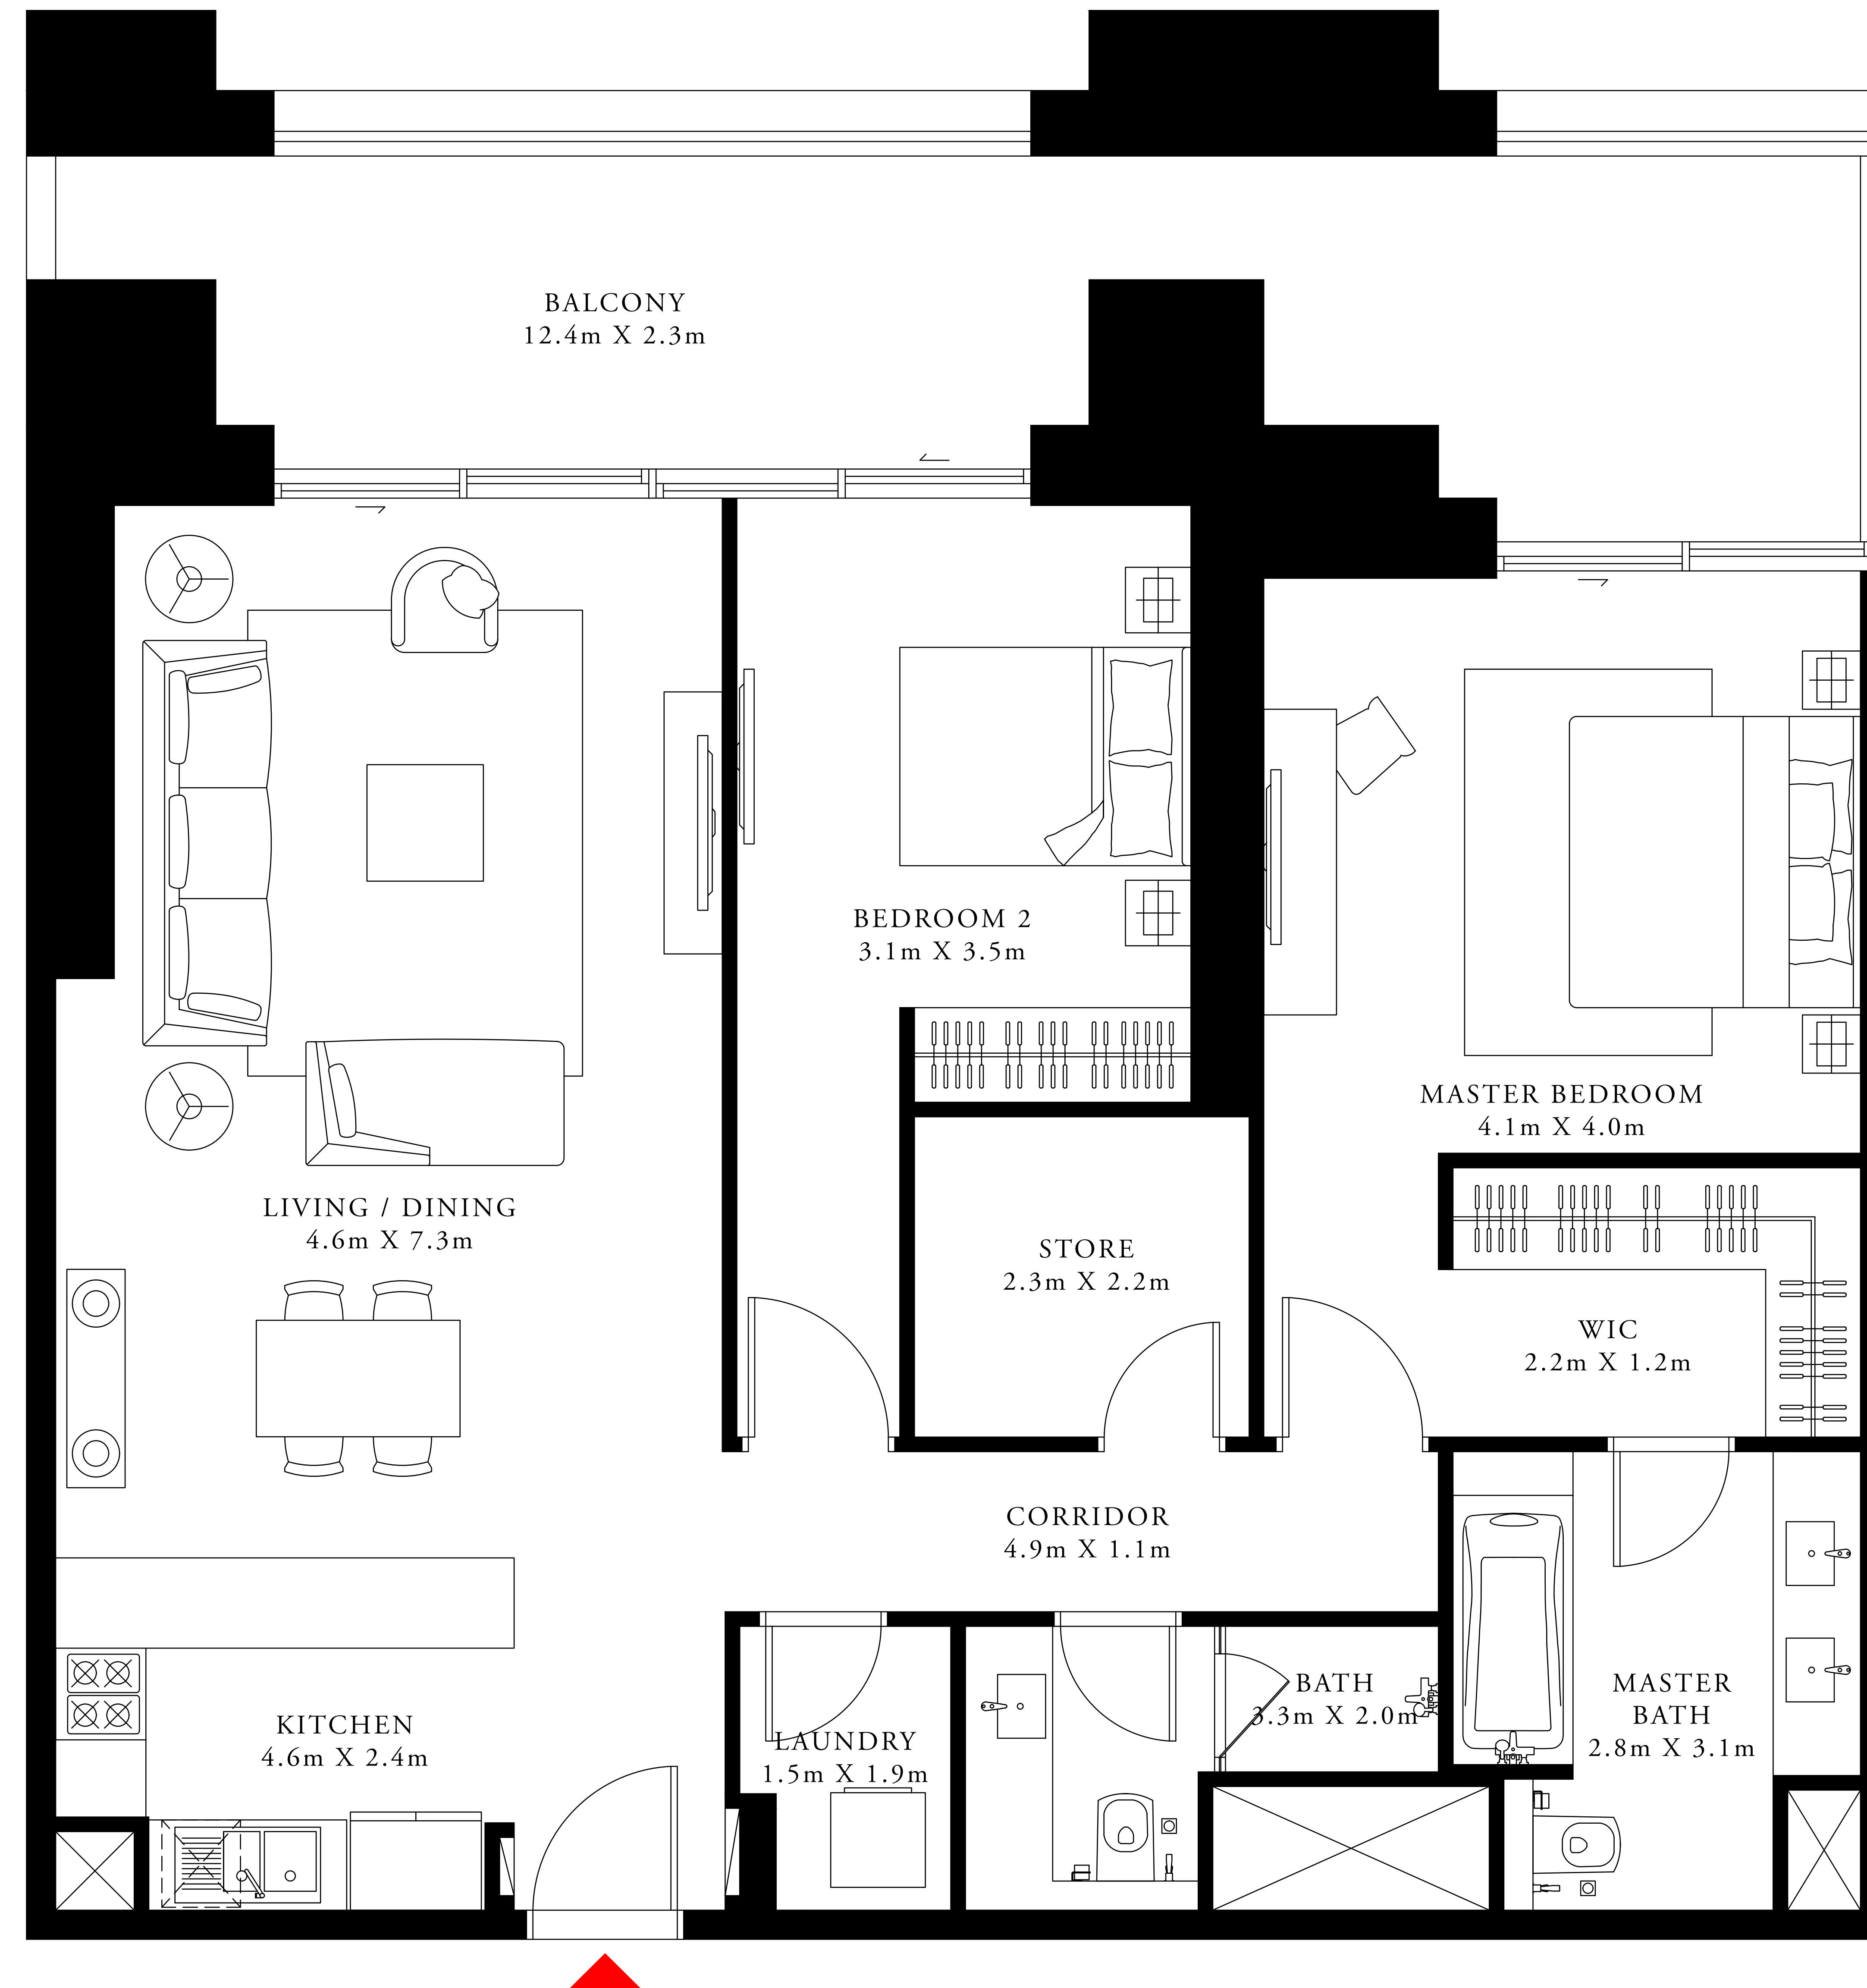 BALCONY
12.4m X 2.3m
BEDROOM 2
3.1m X 3.5m
MASTER BEDROOM
4.1m X 4.0m
LIVING / DINING
4.6m X 7.3m
STORE
2.3m X 2.2m
WIC
2.2m X 1.2m
CORRIDOR
4.9m X 1.1m
KITCHEN
4.6m X 2.4m
LAUNDRY
1.5m X 1.9m
BATH
3.3m X 2.0m
MASTER
BATH
2.8m X 3.1m